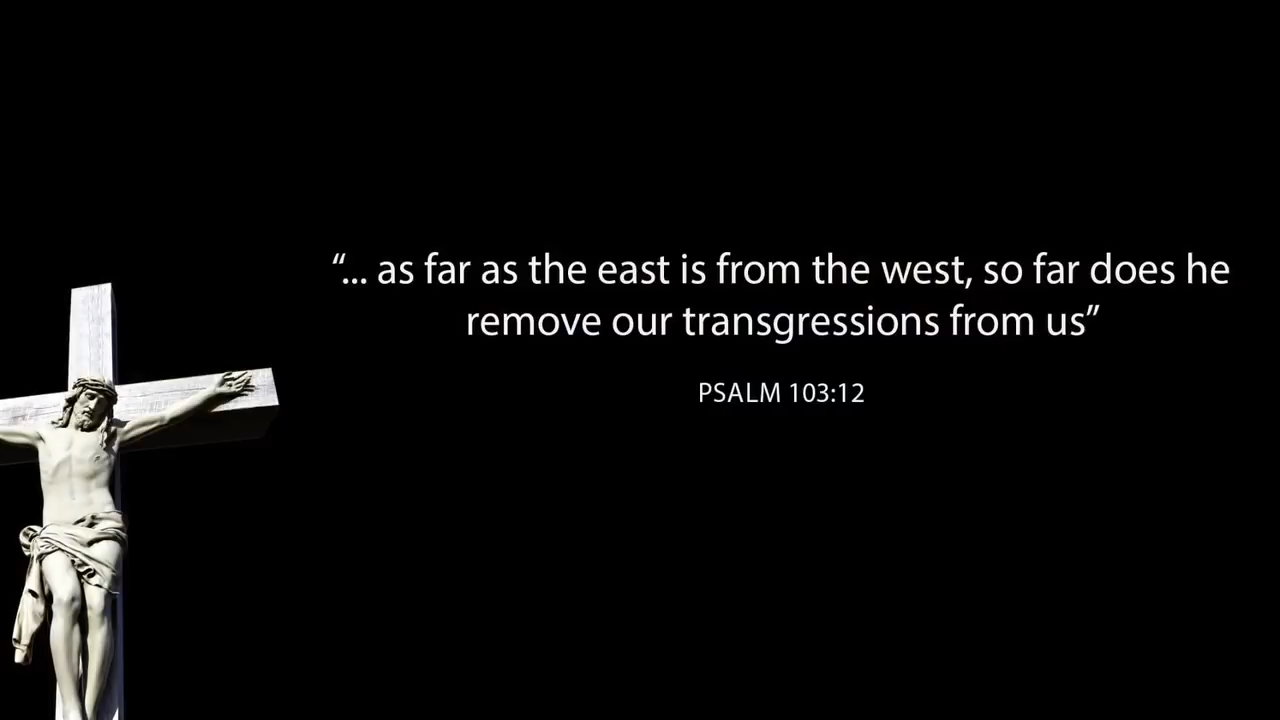 “... as far as the east is from the west, so far does he
remove our transgressions from us”
PSALM 103:12